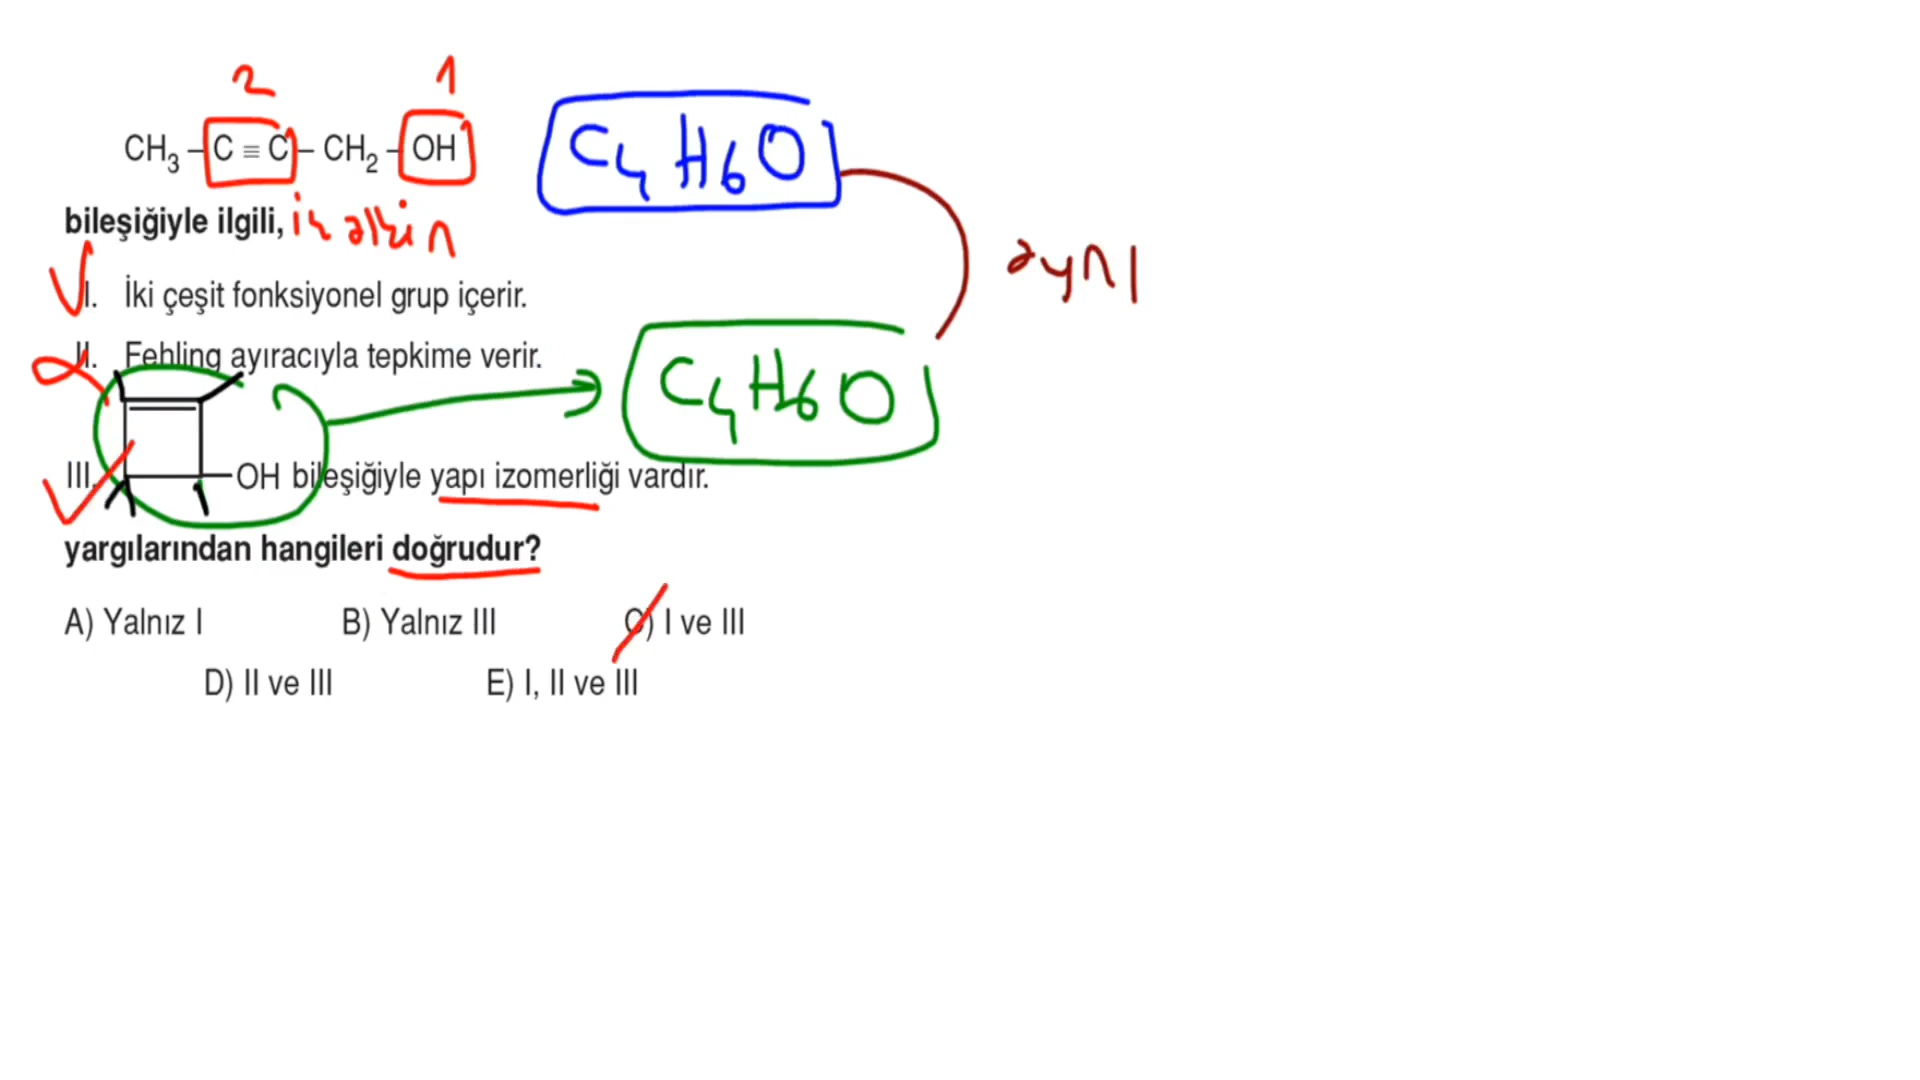 2 1
CH₃ – C ≡ C – CH₂ – OH C₄H₆O
bileşiğiyle ilgili, iç alkin
I. İki çeşit fonksiyonel grup içerir. aynı
II. Fehling ayıracıyla tepkime verir.
C₄H₆O
III. OH bileşiğiyle yapı izomerliği vardır.
yargılarından hangileri doğrudur?
A) Yalnız I B) Yalnız III C) I ve III
D) II ve III E) I, II ve III